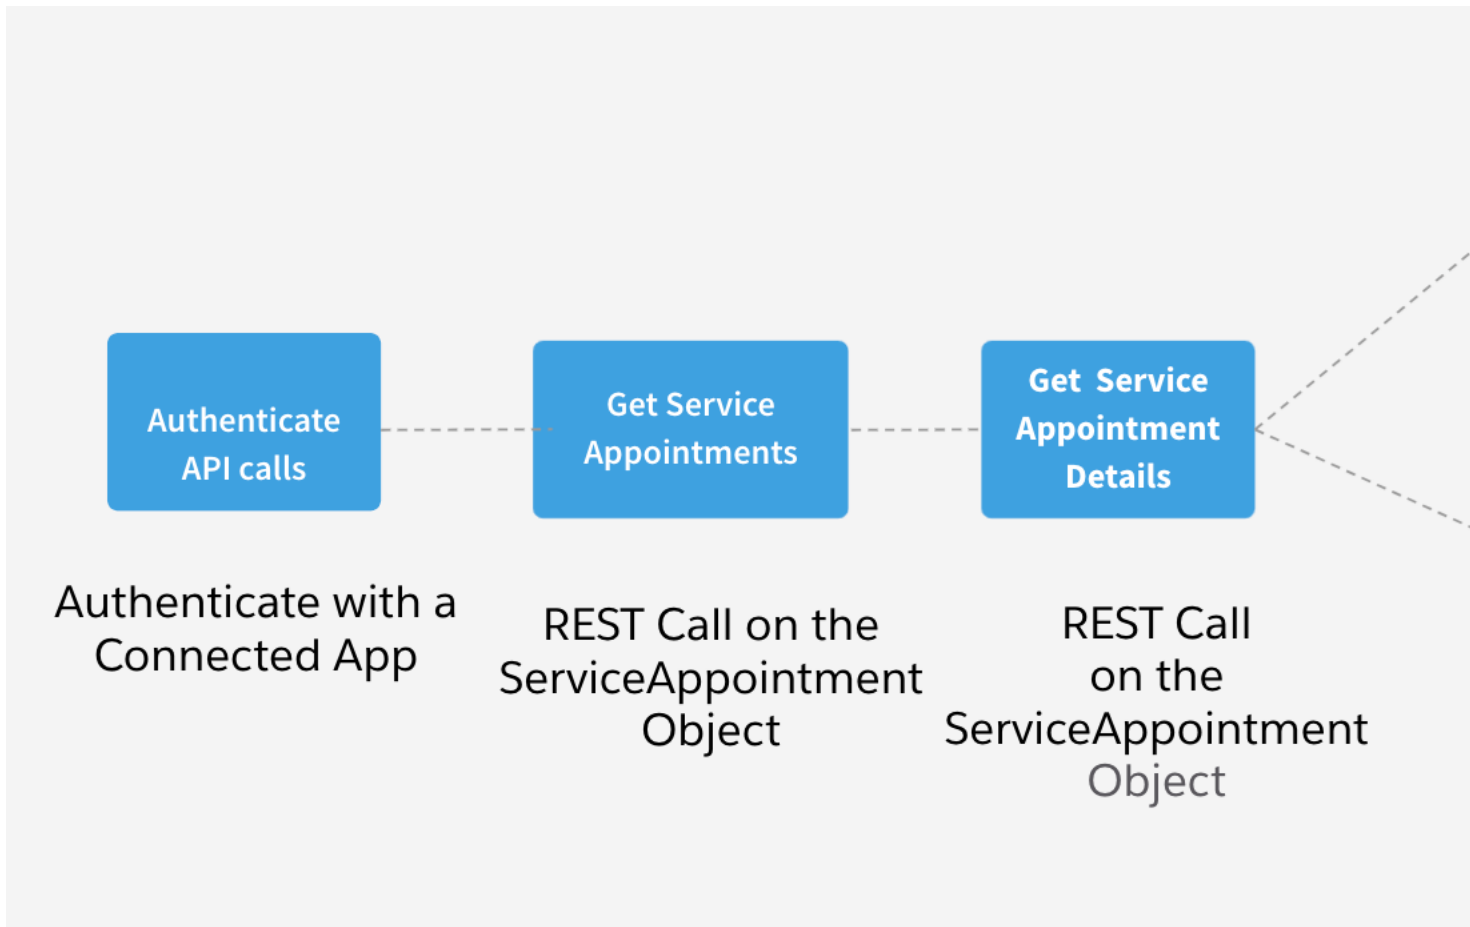 Authenticate
API calls
Get Service
Appointments
Get Service
Appointment
Details
Authenticate with a
Connected App
REST Call on the
ServiceAppointment
Object
REST Call
on the
ServiceAppointment
Object